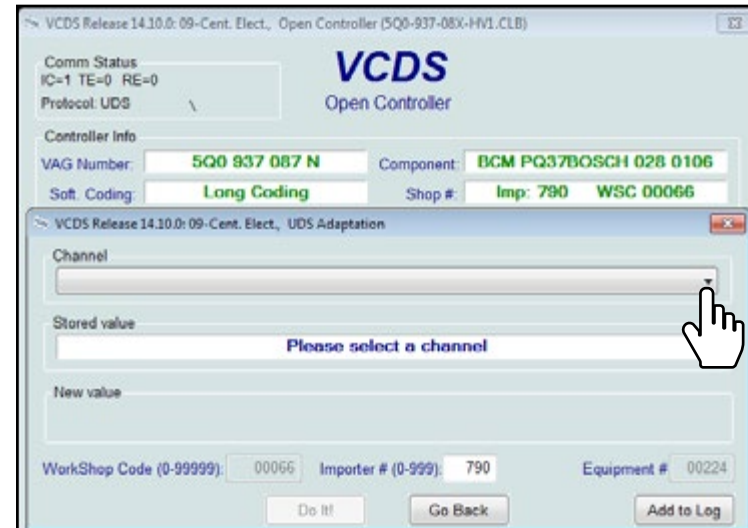 VCDS Release 14.10.0: 09-Cent. Elect., Open Controller (5Q0-937-08X-HV1.CLB)
Comm Status
IC=1 TE=0 RE=0
Protocol: UDS \
VCDS
Open Controller
Controller Info
VAG Number: 5Q0 937 087 N Component: BCM PQ37BOSCH 028 0106
Soft. Coding: Long Coding Shop #: Imp: 790 WSC 00066
VCDS Release 14.10.0: 09-Cent. Elect., UDS Adaptation
Channel
Stored value
Please select a channel
New value
WorkShop Code (0-99999): 00066 Importer # (0-999): 790 Equipment # 00224
Do It! Go Back Add to Log